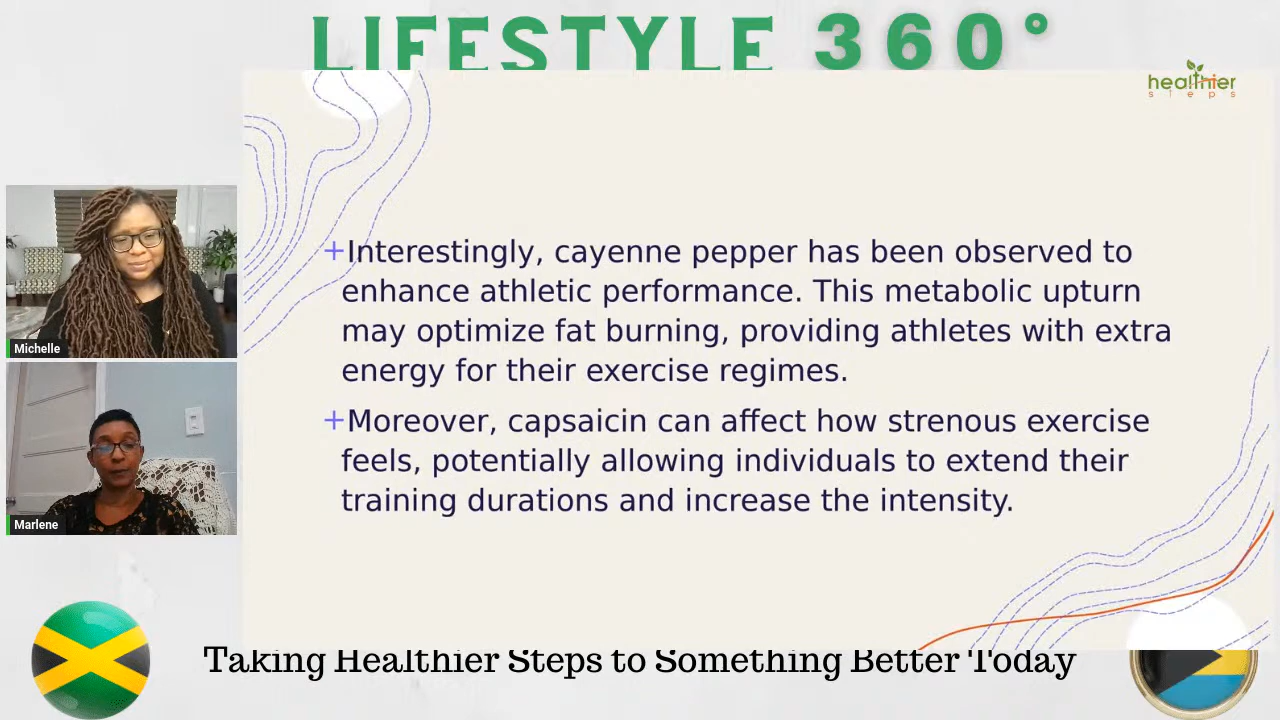 LIFESTYLE 360°
healthier
steps
+Interestingly, cayenne pepper has been observed to
enhance athletic performance. This metabolic upturn
may optimize fat burning, providing athletes with extra
energy for their exercise regimes.
+Moreover, capsaicin can affect how strenous exercise
feels, potentially allowing individuals to extend their
training durations and increase the intensity.
Michelle
Marlene
Taking Healthier Steps to Something Better Today